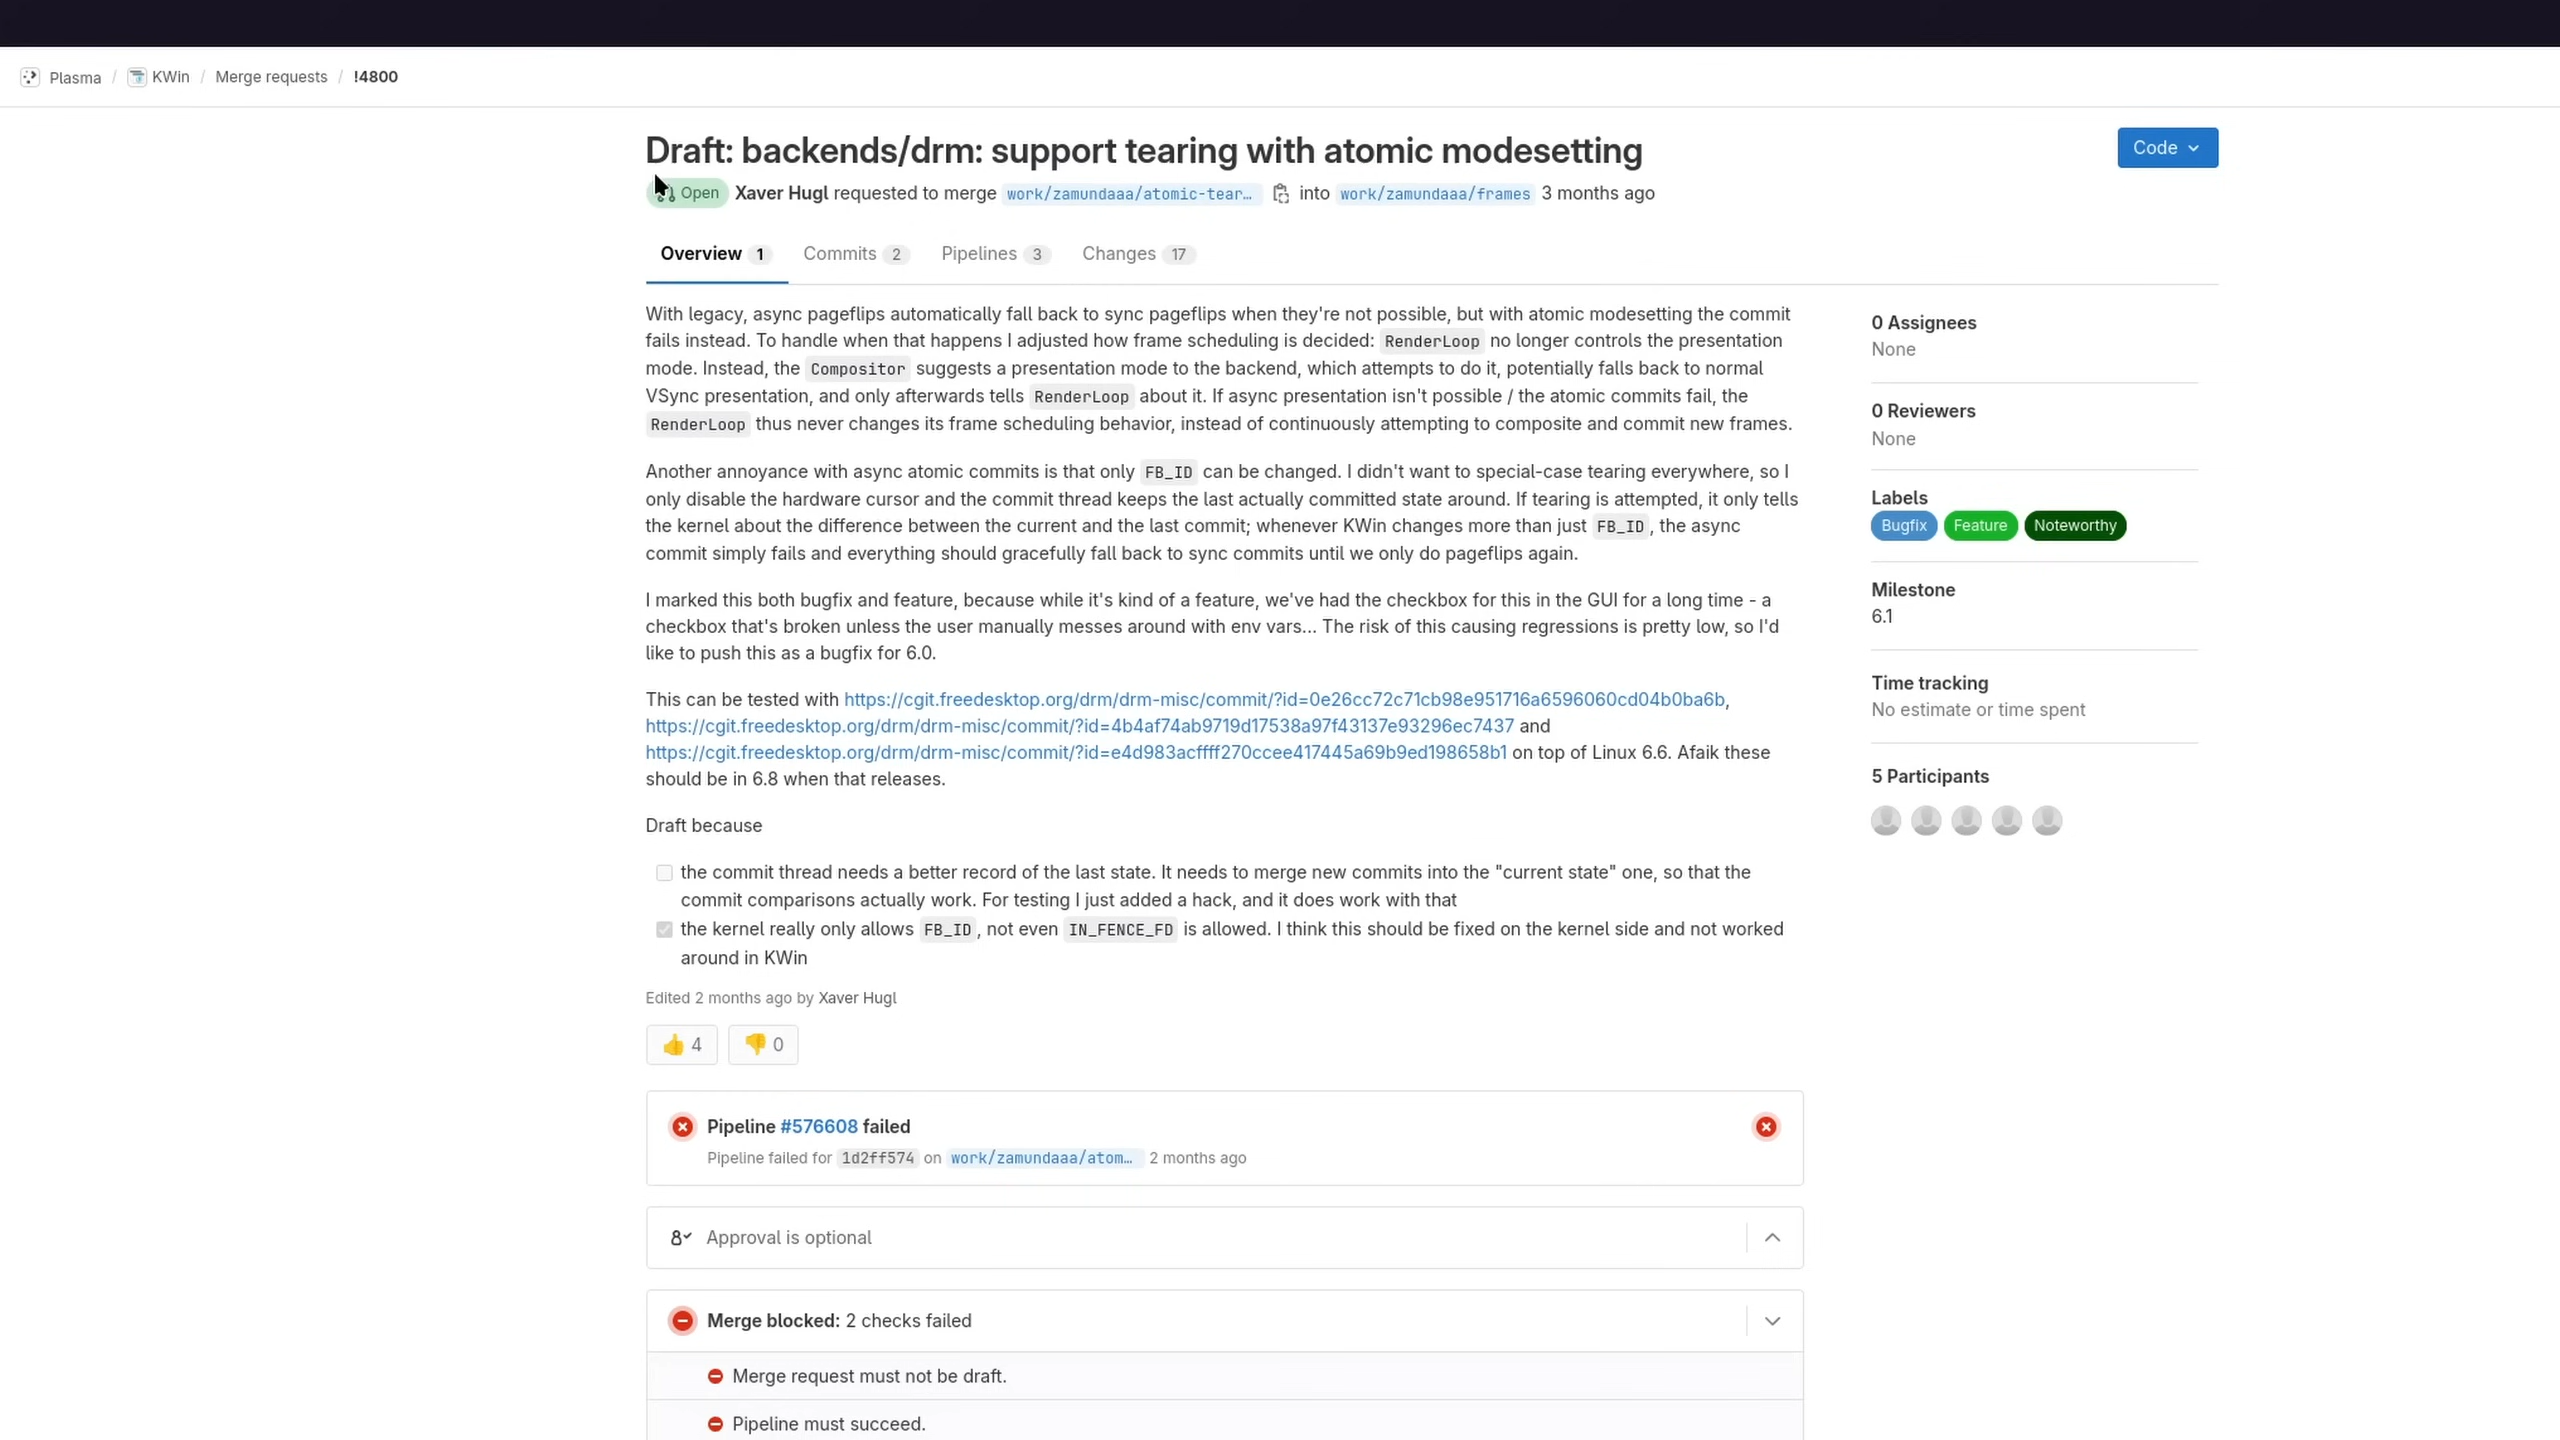 Plasma / KWin / Merge requests / !4800
Draft: backends/drm: support tearing with atomic modesetting
Code
Open Xaver Hugl requested to merge work/zamundaaa/atomic-tear… into work/zamundaaa/frames 3 months ago
Overview 1 Commits 2 Pipelines 3 Changes 17
With legacy, async pageflips automatically fall back to sync pageflips when they're not possible, but with atomic modesetting the commit
fails instead. To handle when that happens I adjusted how frame scheduling is decided: RenderLoop no longer controls the presentation
mode. Instead, the Compositor suggests a presentation mode to the backend, which attempts to do it, potentially falls back to normal
VSync presentation, and only afterwards tells RenderLoop about it. If async presentation isn't possible / the atomic commits fail, the
RenderLoop thus never changes its frame scheduling behavior, instead of continuously attempting to composite and commit new frames.
Another annoyance with async atomic commits is that only FB_ID can be changed. I didn't want to special-case tearing everywhere, so I
only disable the hardware cursor and the commit thread keeps the last actually committed state around. If tearing is attempted, it only tells
the kernel about the difference between the current and the last commit; whenever KWin changes more than just FB_ID, the async
commit simply fails and everything should gracefully fall back to sync commits until we only do pageflips again.
I marked this both bugfix and feature, because while it's kind of a feature, we've had the checkbox for this in the GUI for a long time - a
checkbox that's broken unless the user manually messes around with env vars... The risk of this causing regressions is pretty low, so I'd
like to push this as a bugfix for 6.0.
This can be tested with https://cgit.freedesktop.org/drm/drm-misc/commit/?id=0e26cc72c71cb98e951716a6596060cd04b0ba6b,
https://cgit.freedesktop.org/drm/drm-misc/commit/?id=4b4af74ab9719d17538a97f43137e93296ec7437 and
https://cgit.freedesktop.org/drm/drm-misc/commit/?id=e4d983acffff270ccee417445a69b9ed198658b1 on top of Linux 6.6. Afaik these
should be in 6.8 when that releases.
Draft because
the commit thread needs a better record of the last state. It needs to merge new commits into the "current state" one, so that the
commit comparisons actually work. For testing I just added a hack, and it does work with that
the kernel really only allows FB_ID, not even IN_FENCE_FD is allowed. I think this should be fixed on the kernel side and not worked
around in KWin
Edited 2 months ago by Xaver Hugl
👍 4 👎 0
Pipeline #576608 failed
Pipeline failed for 1d2ff574 on work/zamundaaa/atom… 2 months ago
Approval is optional
Merge blocked: 2 checks failed
Merge request must not be draft.
Pipeline must succeed.
0 Assignees
None
0 Reviewers
None
Labels
Bugfix Feature Noteworthy
Milestone
6.1
Time tracking
No estimate or time spent
5 Participants